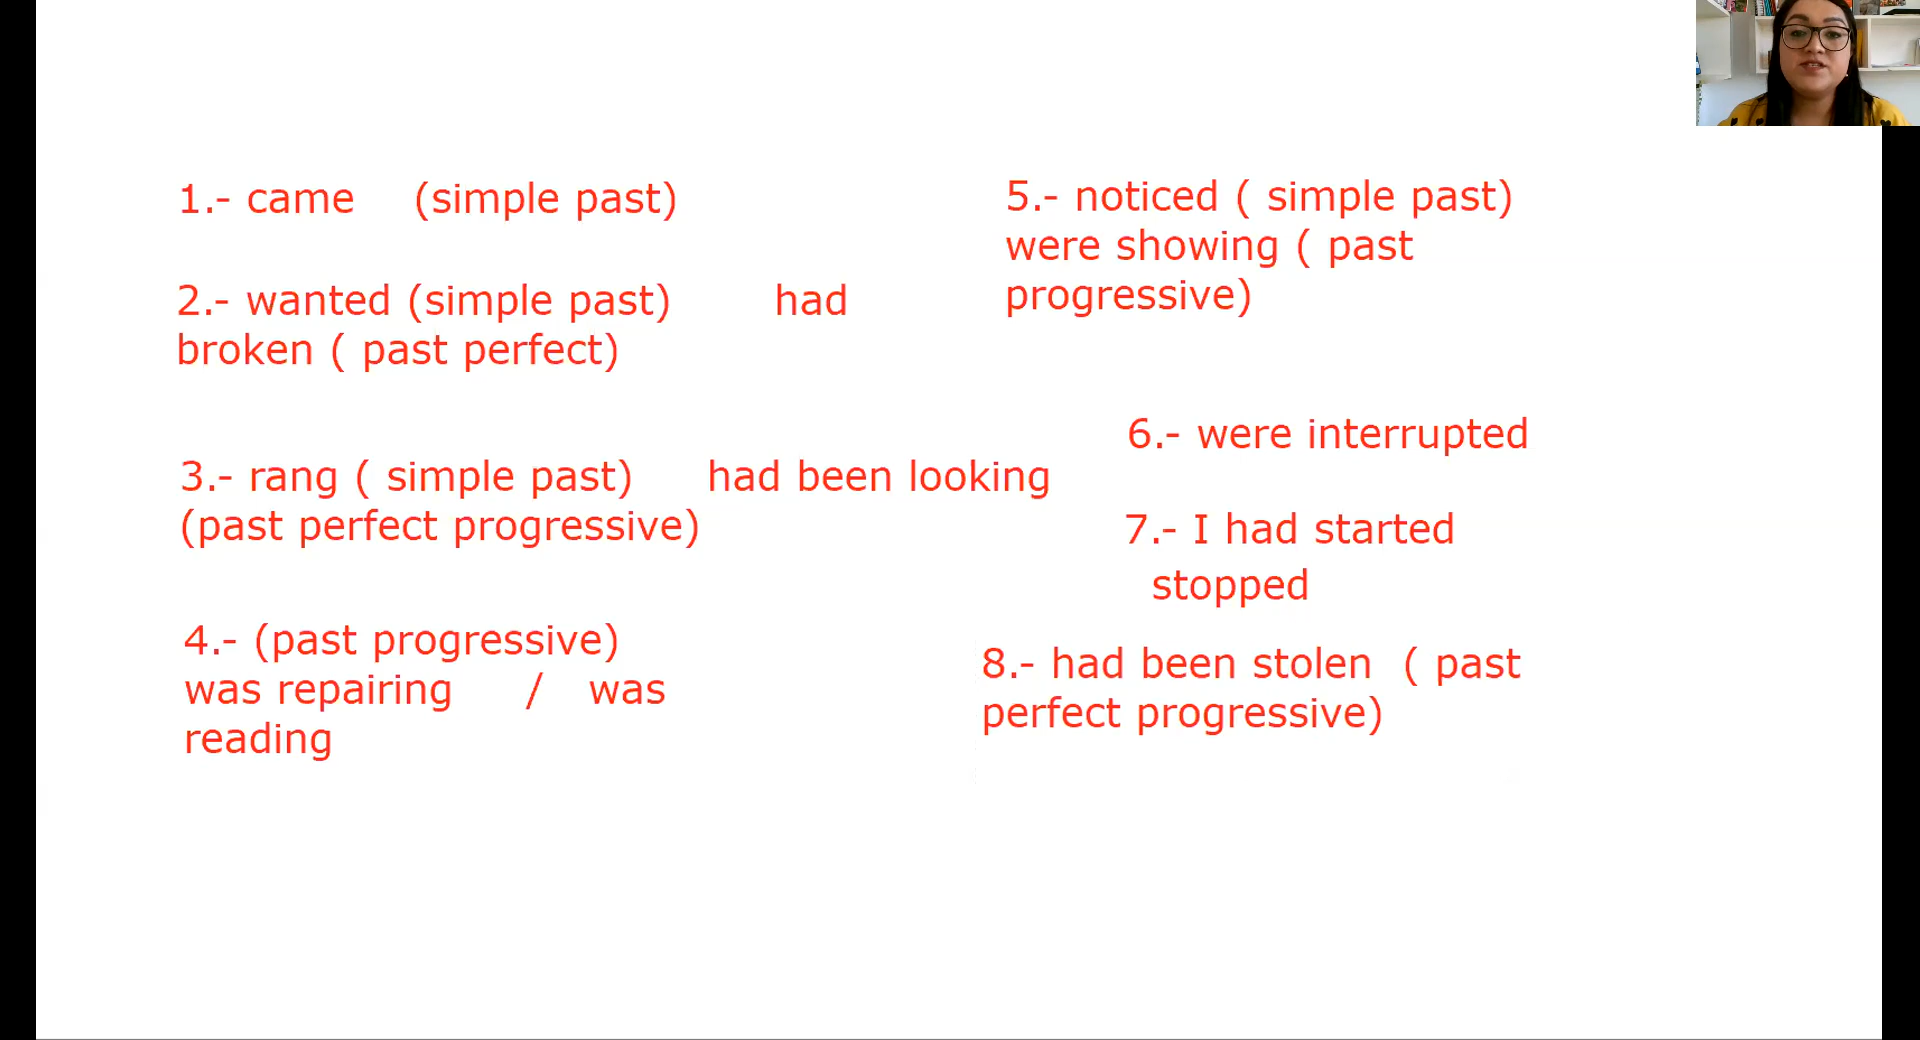 1.- came (simple past)
2.- wanted (simple past) had
broken ( past perfect)
3.- rang ( simple past) had been looking
(past perfect progressive)
4.- (past progressive)
was repairing / was
reading
5.- noticed ( simple past)
were showing ( past
progressive)
6.- were interrupted
7.- I had started
stopped
8.- had been stolen ( past
perfect progressive)